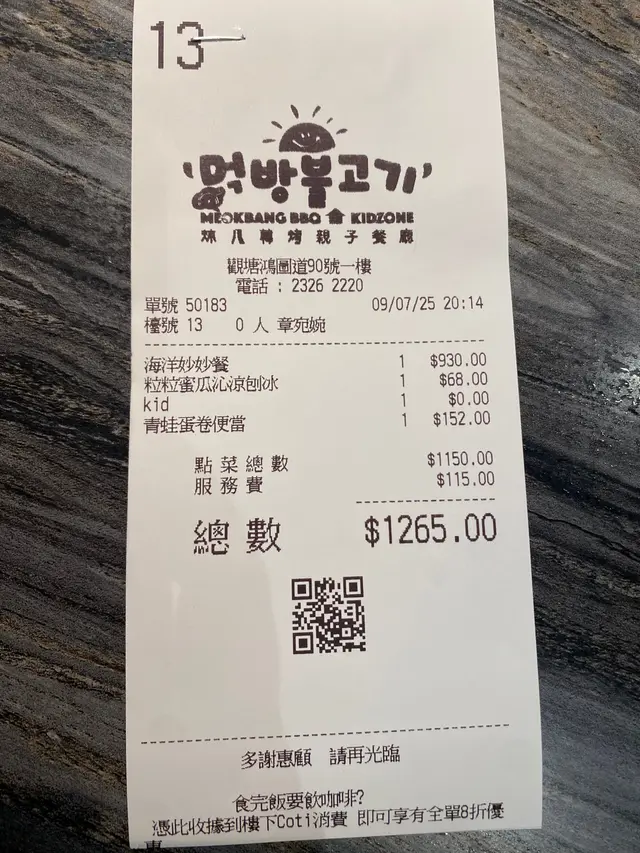 13
'먹방불고기'
MEOKBANG BBQ KIDZONE
炑八韓烤親子餐廳
觀塘鴻圖道90號一樓
電話 : 2326 2220
單號 50183 09/07/25 20:14
檯號 13 0 人 章宛婉
海洋妙妙餐 1 $930.00
粒粒蜜瓜沁涼刨冰 1 $68.00
kid 1 $0.00
青蛙蛋卷便當 1 $152.00
點菜總數 $1150.00
服務費 $115.00
總數 $1265.00
多謝惠顧 請再光臨
食完飯要飲咖啡?
憑此收據到樓下Coti消費 即可享有全單8折優
惠